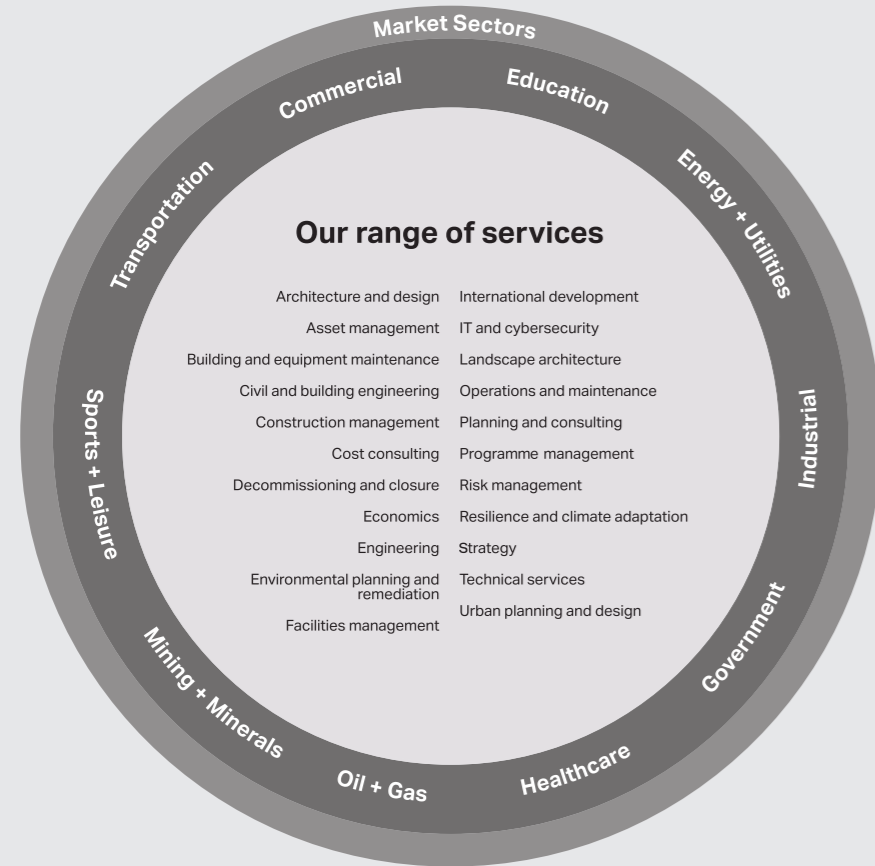 Market Sectors
Commercial
Education
Energy + Utilities
Industrial
Government
Healthcare
Oil + Gas
Mining + Minerals
Sports + Leisure
Transportation
Our range of services
Architecture and design
Asset management
Building and equipment maintenance
Civil and building engineering
Construction management
Cost consulting
Decommissioning and closure
Economics
Engineering
Environmental planning and
remediation
Facilities management
International development
IT and cybersecurity
Landscape architecture
Operations and maintenance
Planning and consulting
Programme management
Risk management
Resilience and climate adaptation
Strategy
Technical services
Urban planning and design